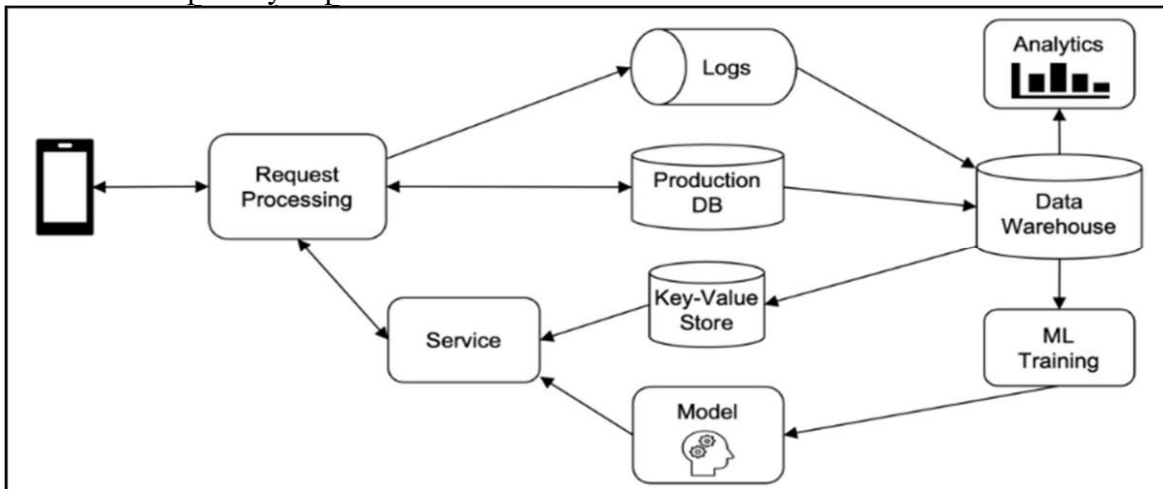 Analytics
Logs
Request
Processing
Production
DB
Data
Warehouse
Key-Value
Store
Service
ML
Training
Model